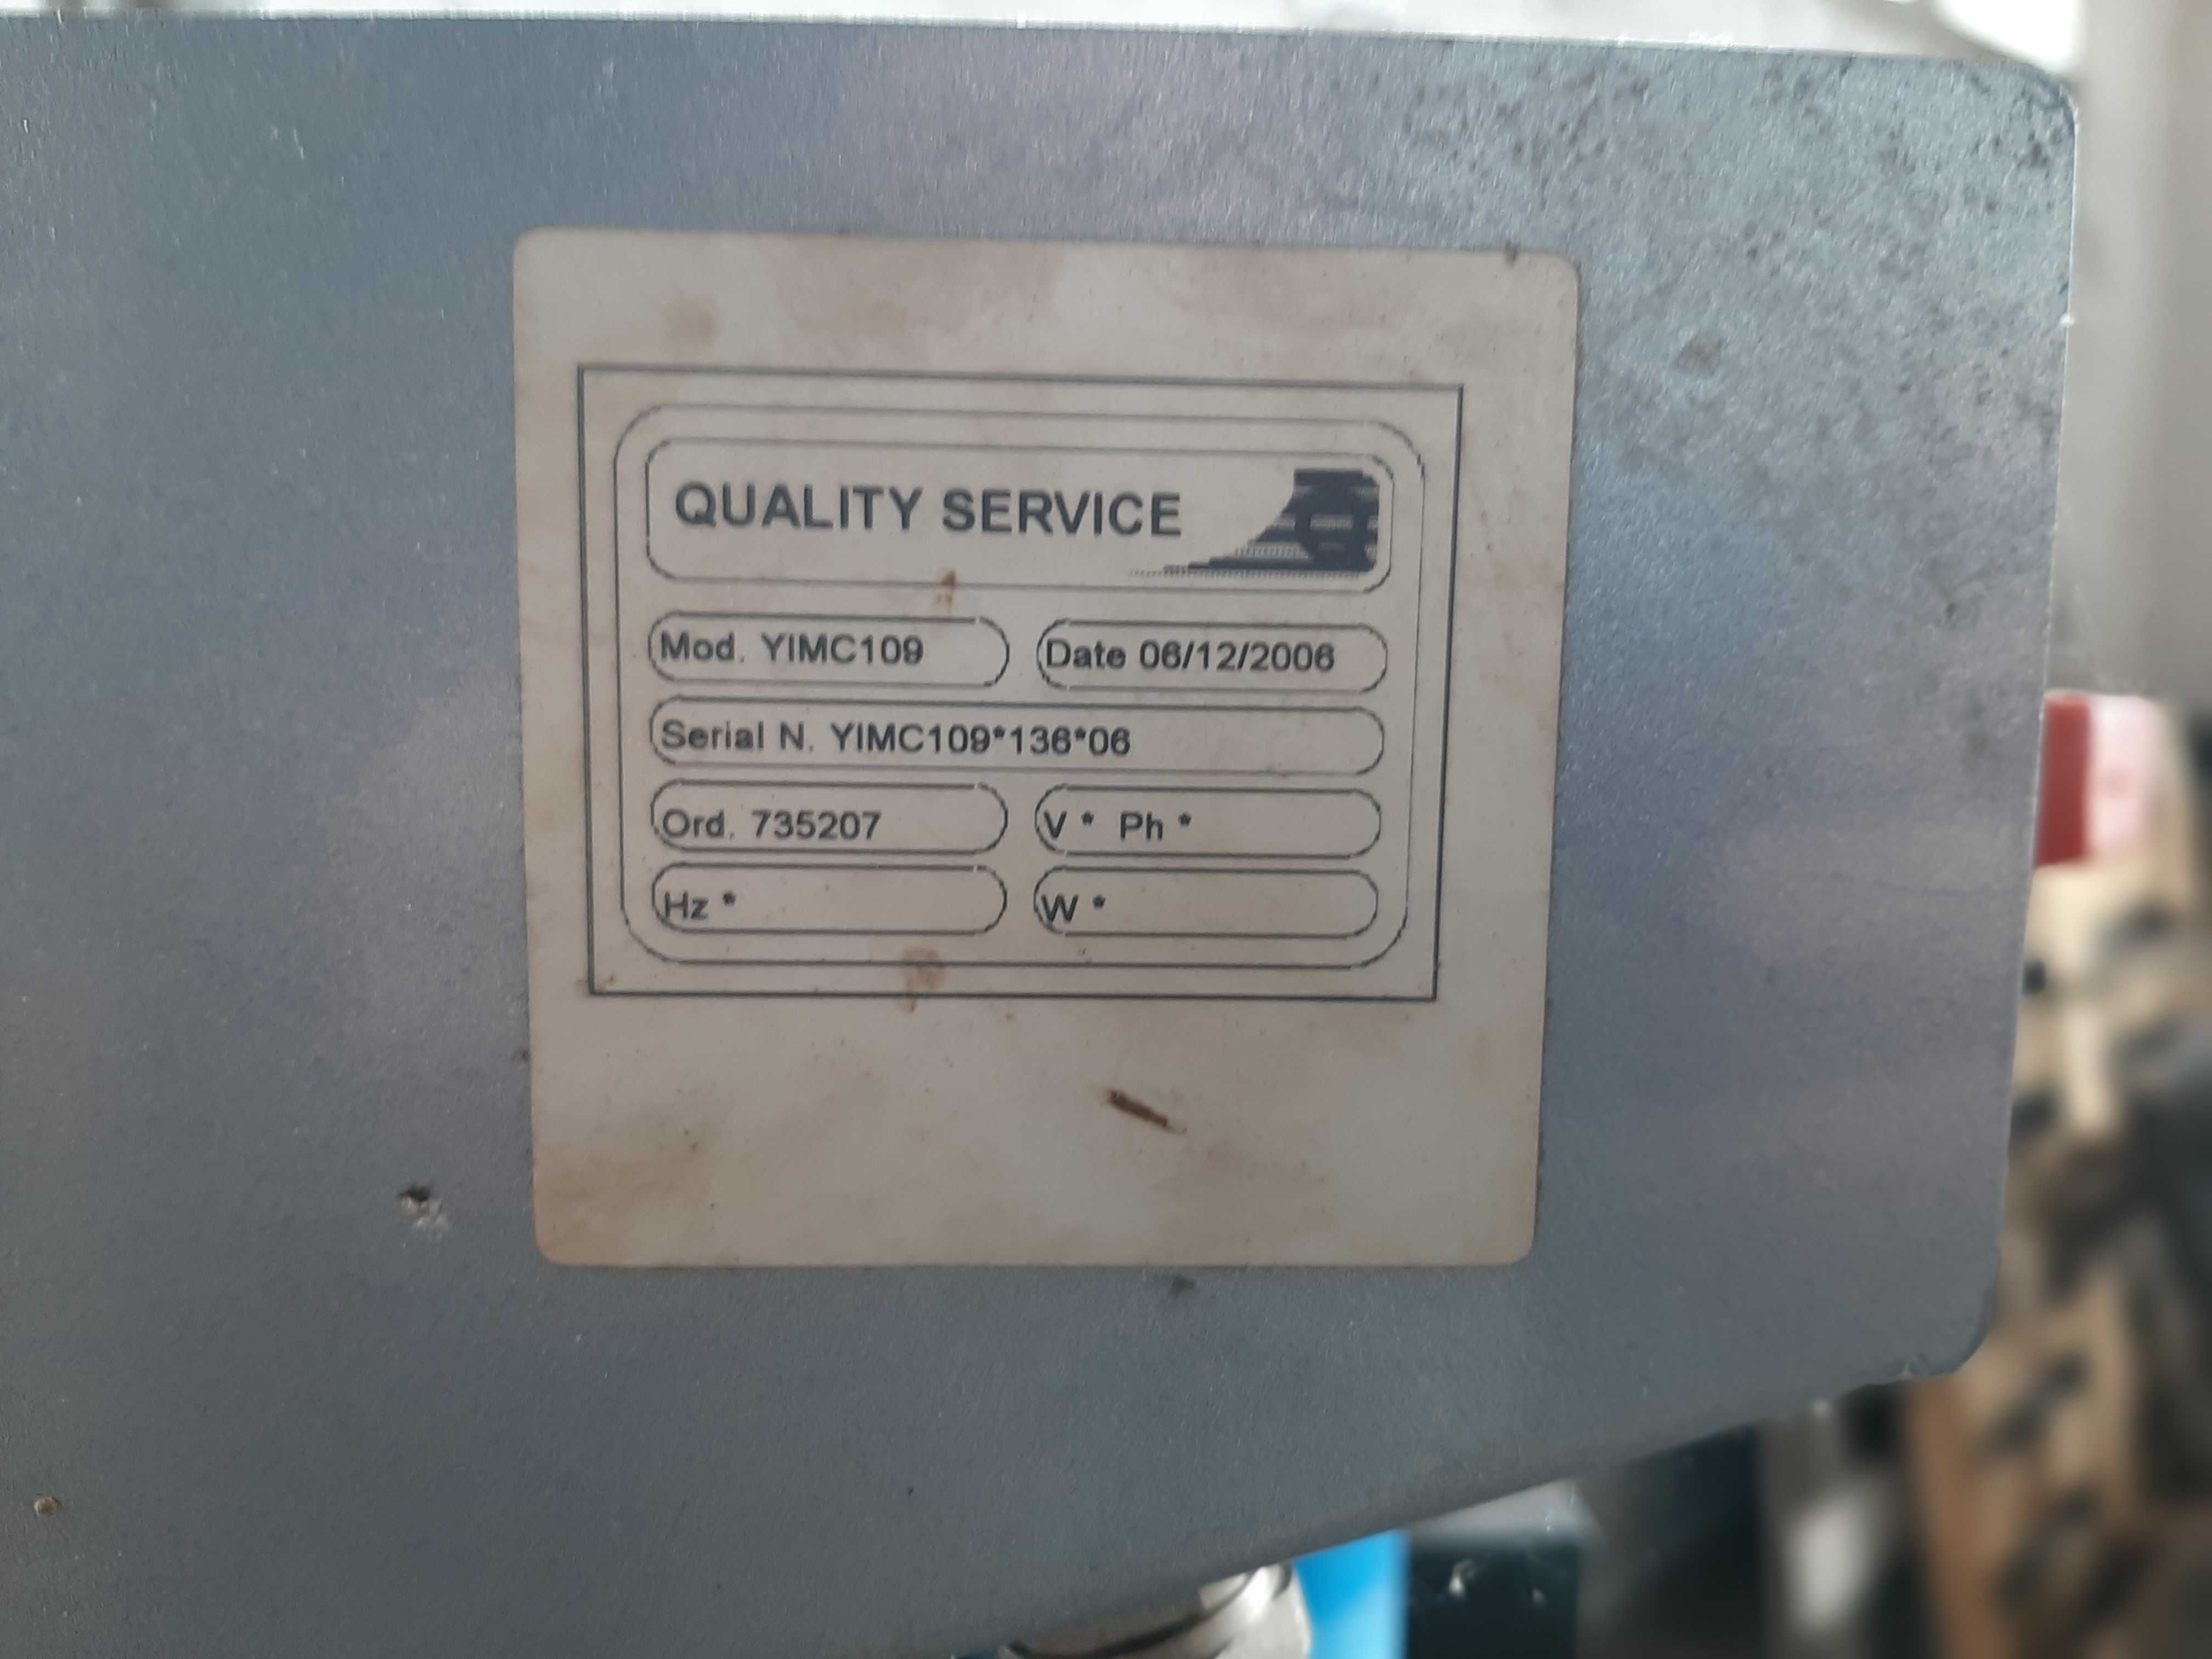 QUALITY SERVICE
Mod. YIMC109
Date 06/12/2006
Serial N. YIMC109*136*06
Ord. 735207
V * Ph *
Hz *
W *